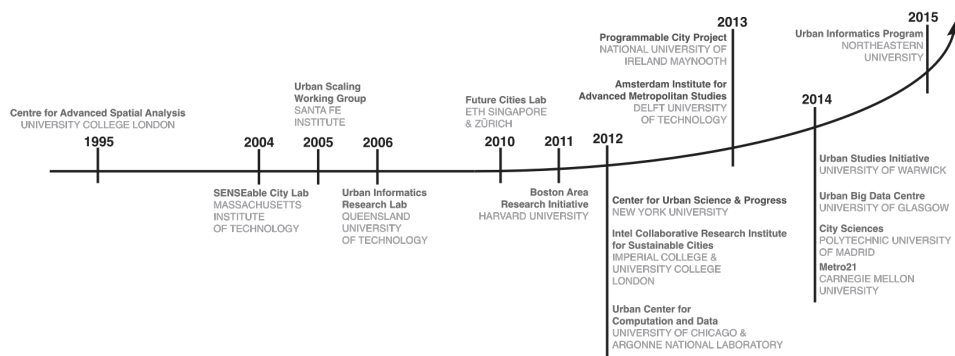 Centre for Advanced Spatial Analysis
UNIVERSITY COLLEGE LONDON
1995
2004
SENSEable City Lab
MASSACHUSETTS
INSTITUTE
OF TECHNOLOGY
Urban Scaling
Working Group
SANTA FE
INSTITUTE
2005
2006
Urban Informatics
Research Lab
QUEENSLAND
UNIVERSITY
OF TECHNOLOGY
Future Cities Lab
ETH SINGAPORE
& ZÜRICH
2010
2011
Boston Area
Research Initiative
HARVARD UNIVERSITY
2012
Center for Urban Science & Progress
NEW YORK UNIVERSITY
Intel Collaborative Research Institute
for Sustainable Cities
IMPERIAL COLLEGE &
UNIVERSITY COLLEGE
LONDON
Urban Center for
Computation and Data
UNIVERSITY OF CHICAGO &
ARGONNE NATIONAL LABORATORY
2013
Programmable City Project
NATIONAL UNIVERSITY OF
IRELAND MAYNOOTH
Amsterdam Institute for
Advanced Metropolitan Studies
DELFT UNIVERSITY
OF TECHNOLOGY
2014
Urban Studies Initiative
UNIVERSITY OF WARWICK
Urban Big Data Centre
UNIVERSITY OF GLASGOW
City Sciences
POLYTECHNIC UNIVERSITY
OF MADRID
Metro21
CARNEGIE MELLON
UNIVERSITY
2015
Urban Informatics Program
NORTHEASTERN
UNIVERSITY